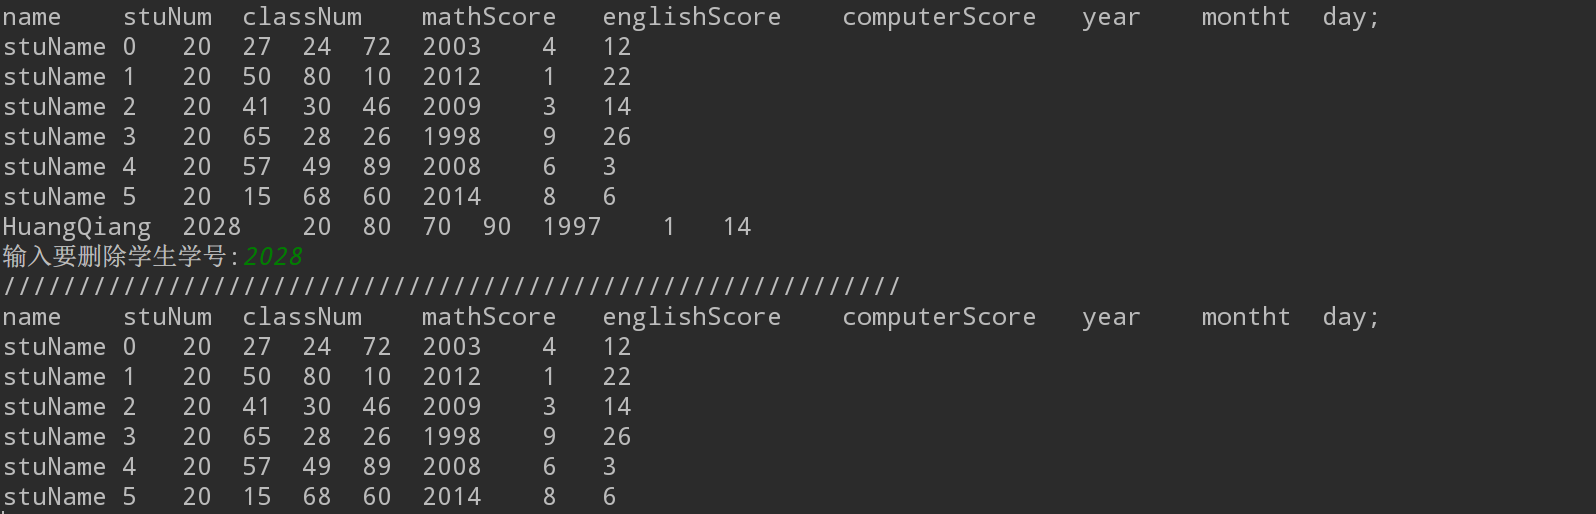 name stuNum classNum mathScore englishScore computerScore year montht day;
stuName 0 20 27 24 72 2003 4 12
stuName 1 20 50 80 10 2012 1 22
stuName 2 20 41 30 46 2009 3 14
stuName 3 20 65 28 26 1998 9 26
stuName 4 20 57 49 89 2008 6 3
stuName 5 20 15 68 60 2014 8 6
HuangQiang 2028 20 80 70 90 1997 1 14
输入要删除学生学号:2028
////////////////////////////////////////////////////////////
name stuNum classNum mathScore englishScore computerScore year montht day;
stuName 0 20 27 24 72 2003 4 12
stuName 1 20 50 80 10 2012 1 22
stuName 2 20 41 30 46 2009 3 14
stuName 3 20 65 28 26 1998 9 26
stuName 4 20 57 49 89 2008 6 3
stuName 5 20 15 68 60 2014 8 6